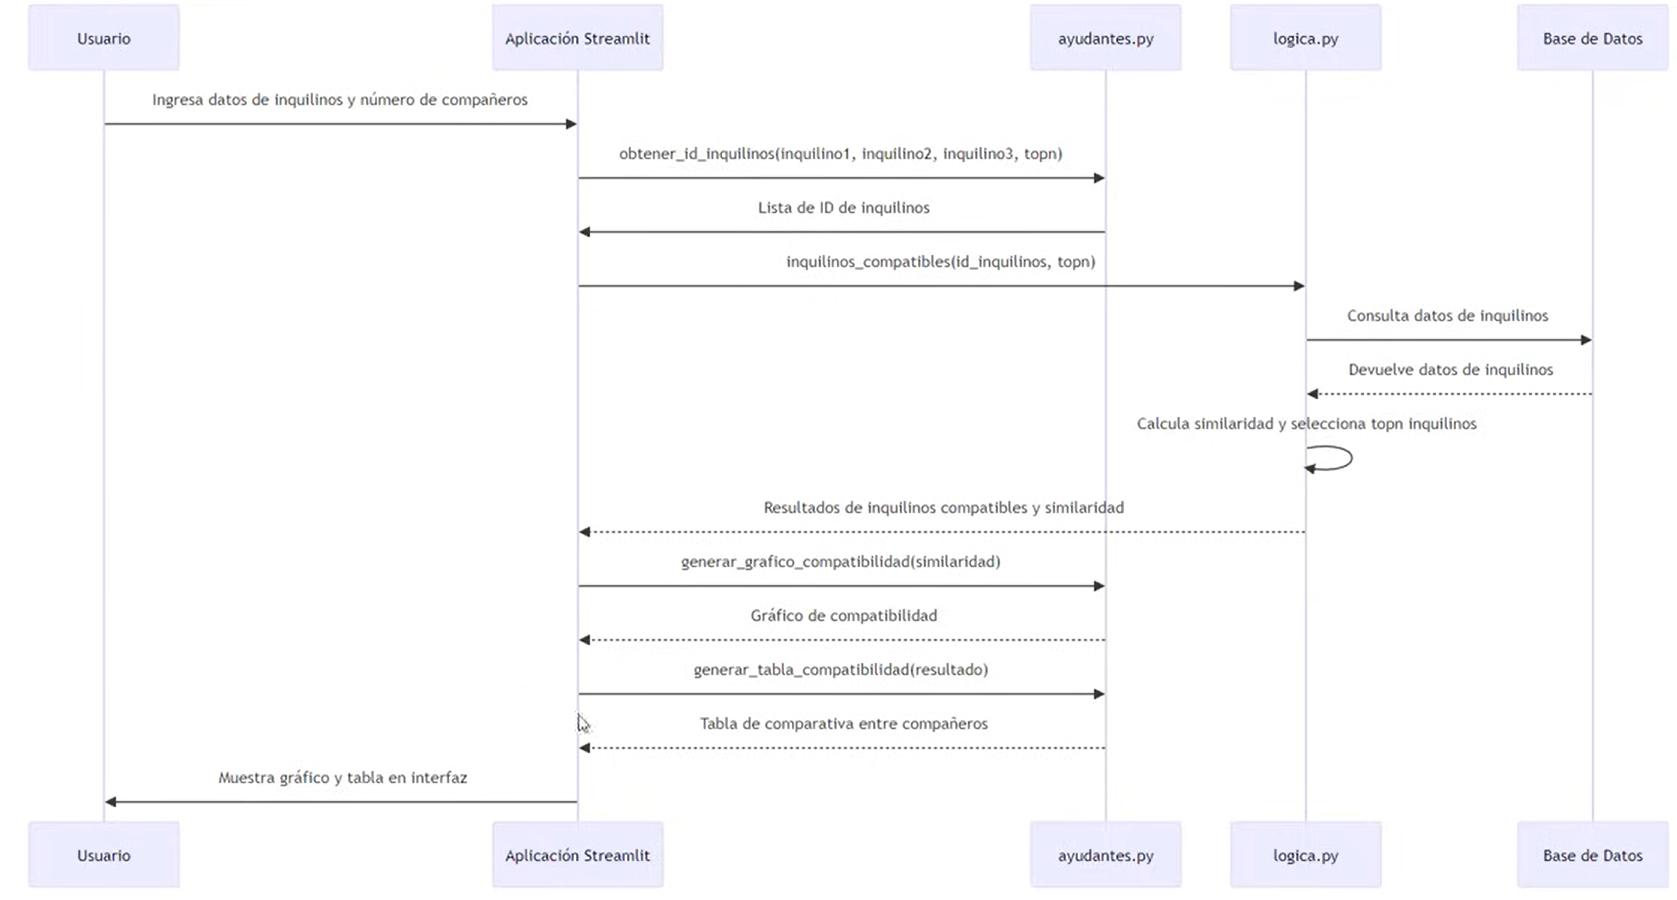 Usuario
Aplicación Streamlit
ayudantes.py
logica.py
Base de Datos
Ingresa datos de inquilinos y número de compañeros
obtener_id_inquilinos(inquilino1, inquilino2, inquilino3, topn)
Lista de ID de inquilinos
inquilinos_compatibles(id_inquilinos, topn)
Consulta datos de inquilinos
Devuelve datos de inquilinos
Calcula similaridad y selecciona topn inquilinos
Resultados de inquilinos compatibles y similaridad
generar_grafico_compatibilidad(similaridad)
Gráfico de compatibilidad
generar_tabla_compatibilidad(resultado)
Tabla de comparativa entre compañeros
Muestra gráfico y tabla en interfaz
Usuario
Aplicación Streamlit
ayudantes.py
logica.py
Base de Datos